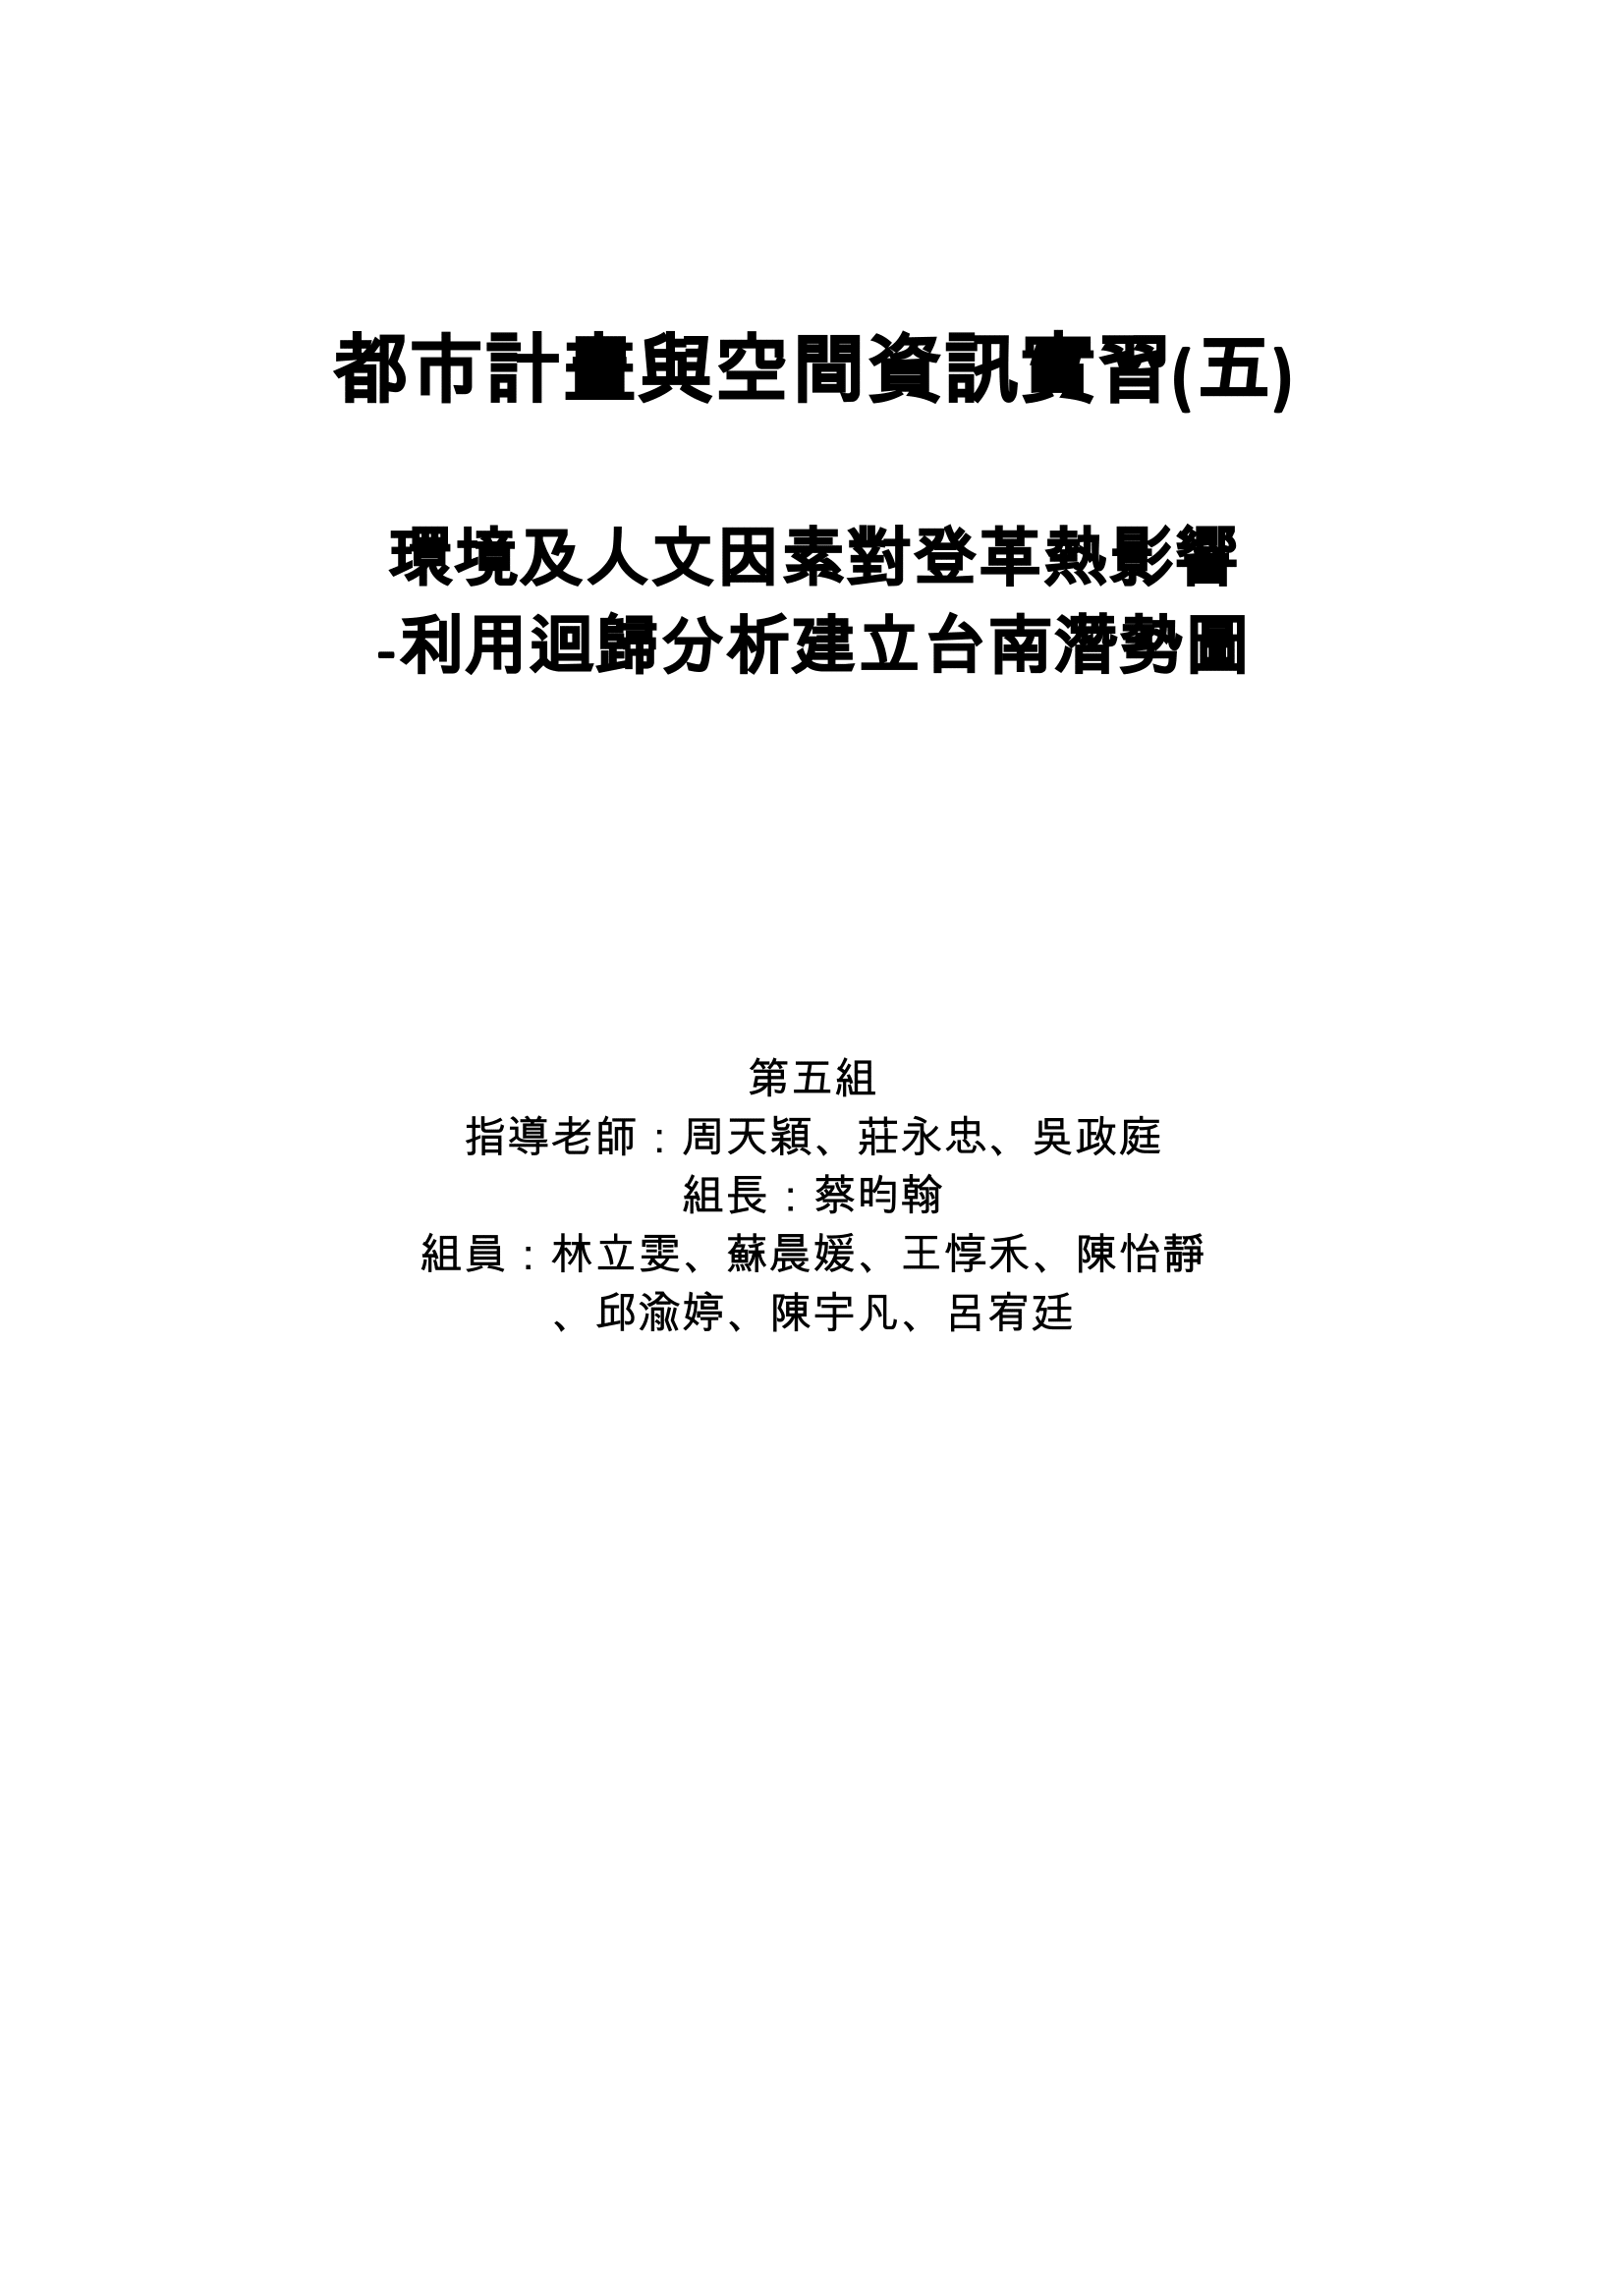 都市計畫與空間資訊實習(五)
環境及人文因素對登革熱影響
-利用迴歸分析建立台南潛勢圖
第五組
指導老師：周天穎、莊永忠、吳政庭
組長：蔡昀翰
組員：林立雯、蘇晨媛、王惇禾、陳怡靜
、邱渝婷、陳宇凡、呂宥廷